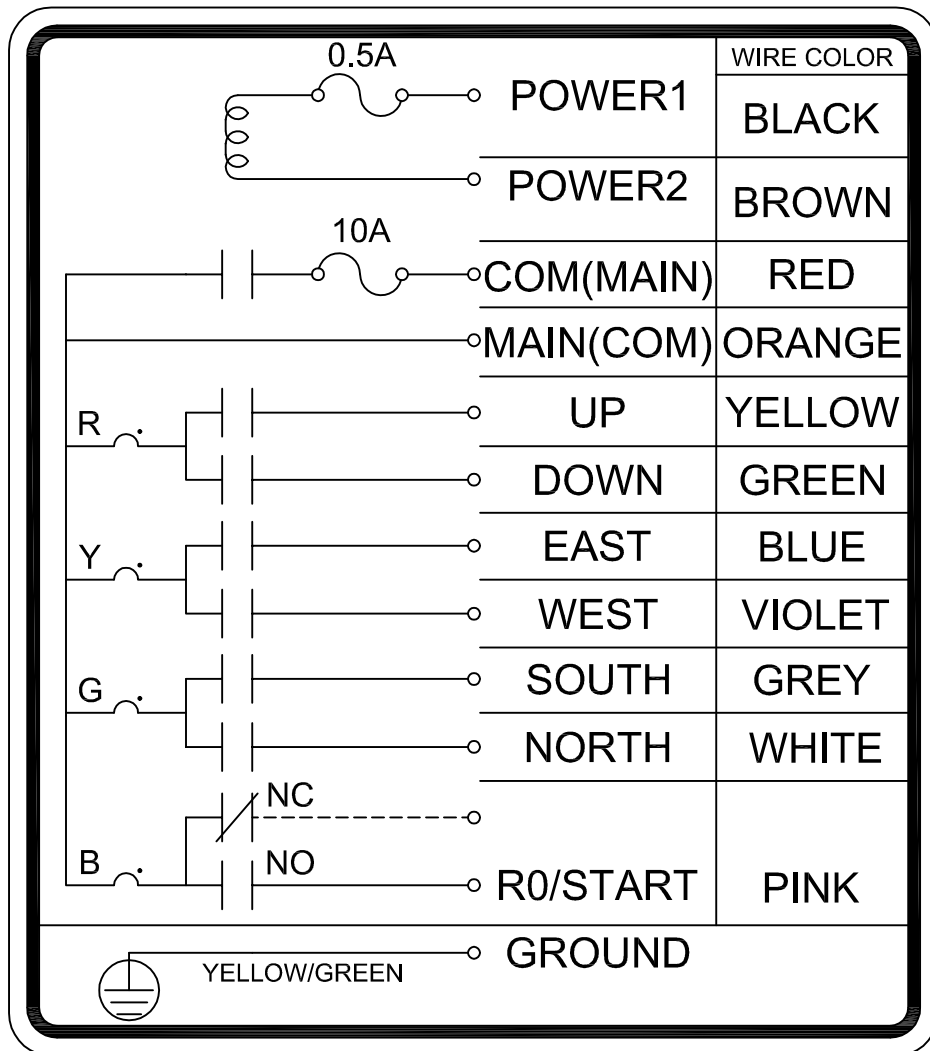 0.5A
WIRE COLOR
POWER1 BLACK
POWER2 BROWN
10A
COM(MAIN) RED
MAIN(COM) ORANGE
R UP YELLOW
DOWN GREEN
Y EAST BLUE
WEST VIOLET
G SOUTH GREY
NORTH WHITE
NC
B NO R0/START PINK
YELLOW/GREEN GROUND